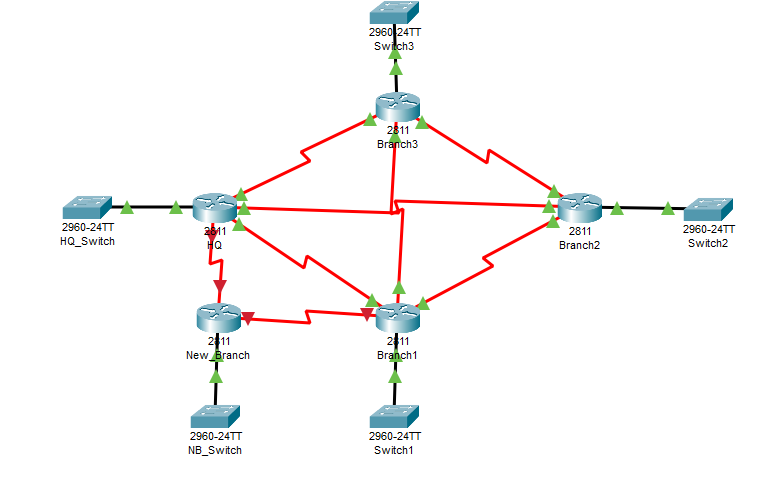 2960-24TT
Switch3
2811
Branch3
2960-24TT
HQ_Switch
2811
HQ
2811
Branch2
2960-24TT
Switch2
2811
New_Branch
2811
Branch1
2960-24TT
NB_Switch
2960-24TT
Switch1